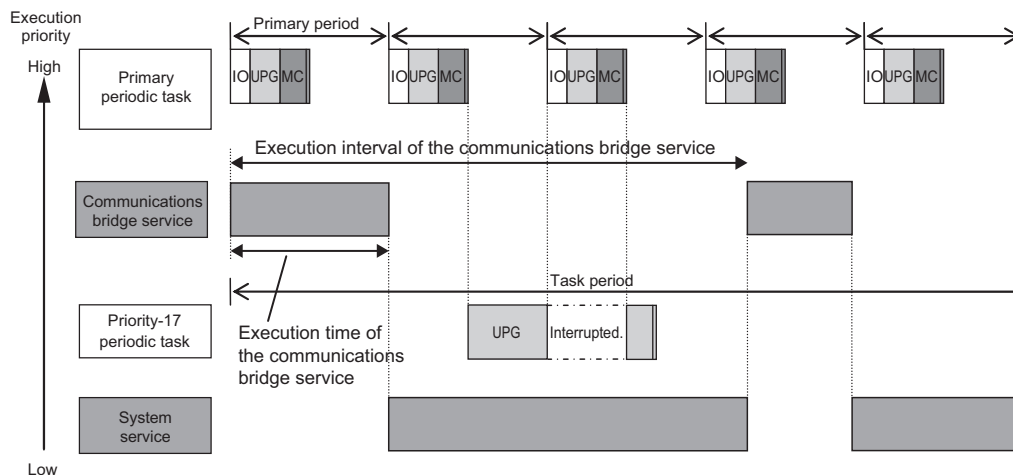 Execution
priority
High
Primary period
Primary
periodic task
IO UPG MC
IO UPG MC
IO UPG MC
IO UPG MC
IO UPG MC
Execution interval of the communications bridge service
Communications
bridge service
Task period
Priority-17
periodic task
Execution time of
the communications
bridge service
UPG
Interrupted.
System
service
Low